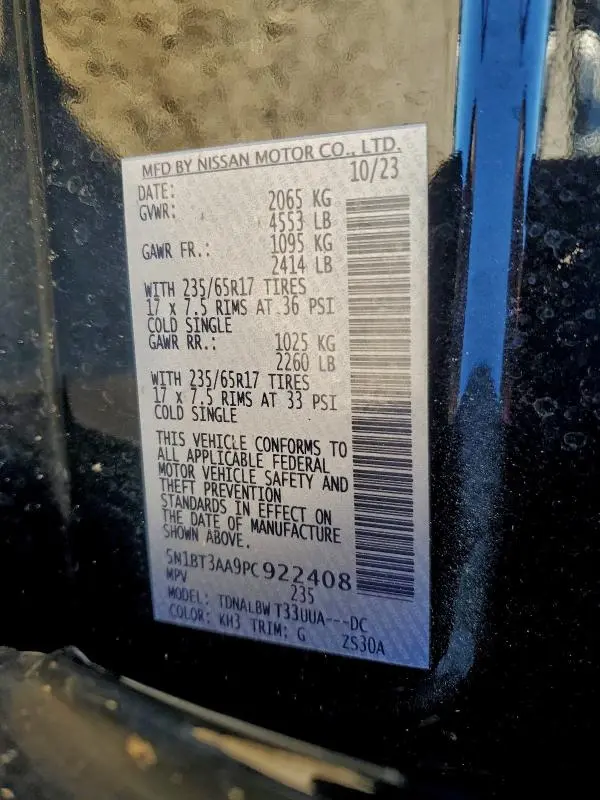 MFD BY NISSAN MOTOR CO., LTD.
DATE: 10/23
GVWR: 2065 KG
4553 LB
GAWR FR.: 1095 KG
2414 LB
WITH 235/65R17 TIRES
17 x 7.5 RIMS AT 36 PSI
COLD SINGLE
GAWR RR.: 1025 KG
2260 LB
WITH 235/65R17 TIRES
17 x 7.5 RIMS AT 33 PSI
COLD SINGLE
THIS VEHICLE CONFORMS TO
ALL APPLICABLE FEDERAL
MOTOR VEHICLE SAFETY AND
THEFT PREVENTION
STANDARDS IN EFFECT ON
THE DATE OF MANUFACTURE
SHOWN ABOVE.
5N1BT3AA9PC922408
MPV 235
MODEL: TDNALBW T33UUA---DC
COLOR: KH3 TRIM: G ZS30A